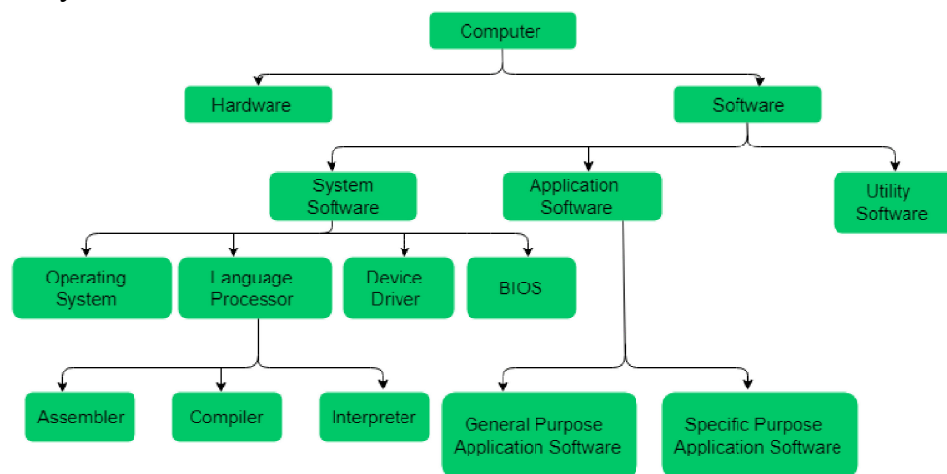 Computer
Hardware
Software
System
Software
Application
Software
Utility
Software
Operating
System
Language
Processor
Device
Driver
BIOS
Assembler
Compiler
Interpreter
General Purpose
Application Software
Specific Purpose
Application Software